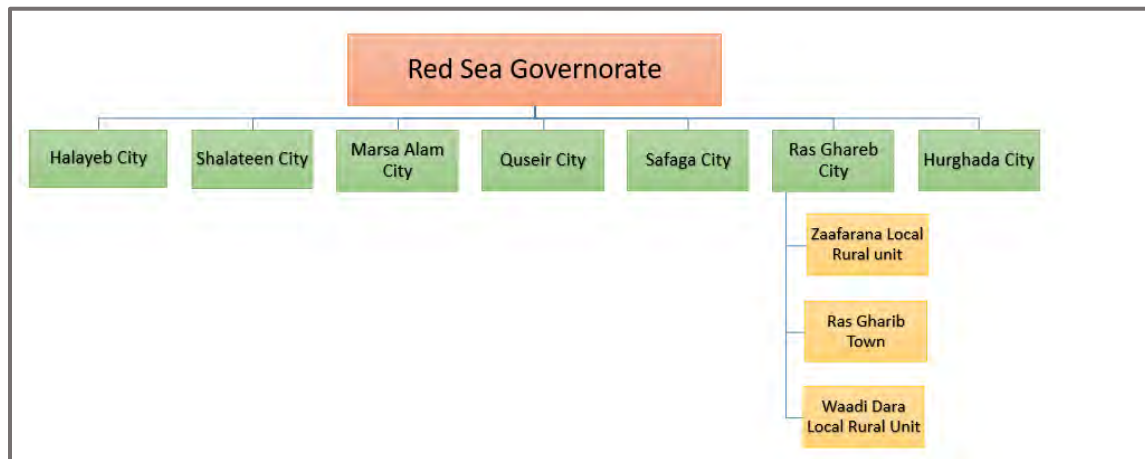 Red Sea Governorate
Halayeb City
Shalateen City
Marsa Alam
City
Quseir City
Safaga City
Ras Ghareb
City
Hurghada City
Zaafarana Local
Rural unit
Ras Gharib
Town
Waadi Dara
Local Rural Unit